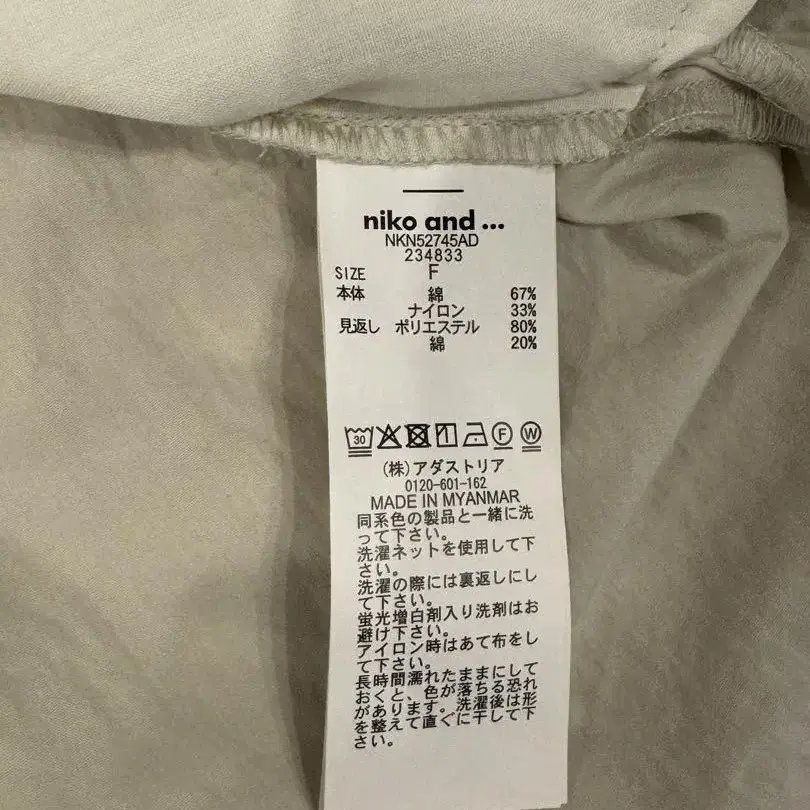 niko and ...
NKN52745AD
234833
SIZE F
本体 綿 67%
ナイロン 33%
見返し ポリエステル 80%
綿 20%
30 F W
(株)アダストリア
0120-601-162
MADE IN MYANMAR
同系色の製品と一緒に洗
って下さい。
洗濯ネットを使用して下
さい。
洗濯の際には裏返しにし
て下さい。
蛍光増白剤入り洗剤はお
避け下さい。
アイロン時はあて布をし
て下さい。
長時間濡れたままにして
おくと、色が落ちる恐れ
があります。洗濯後は形
を整えて直ぐに干して下
さい。